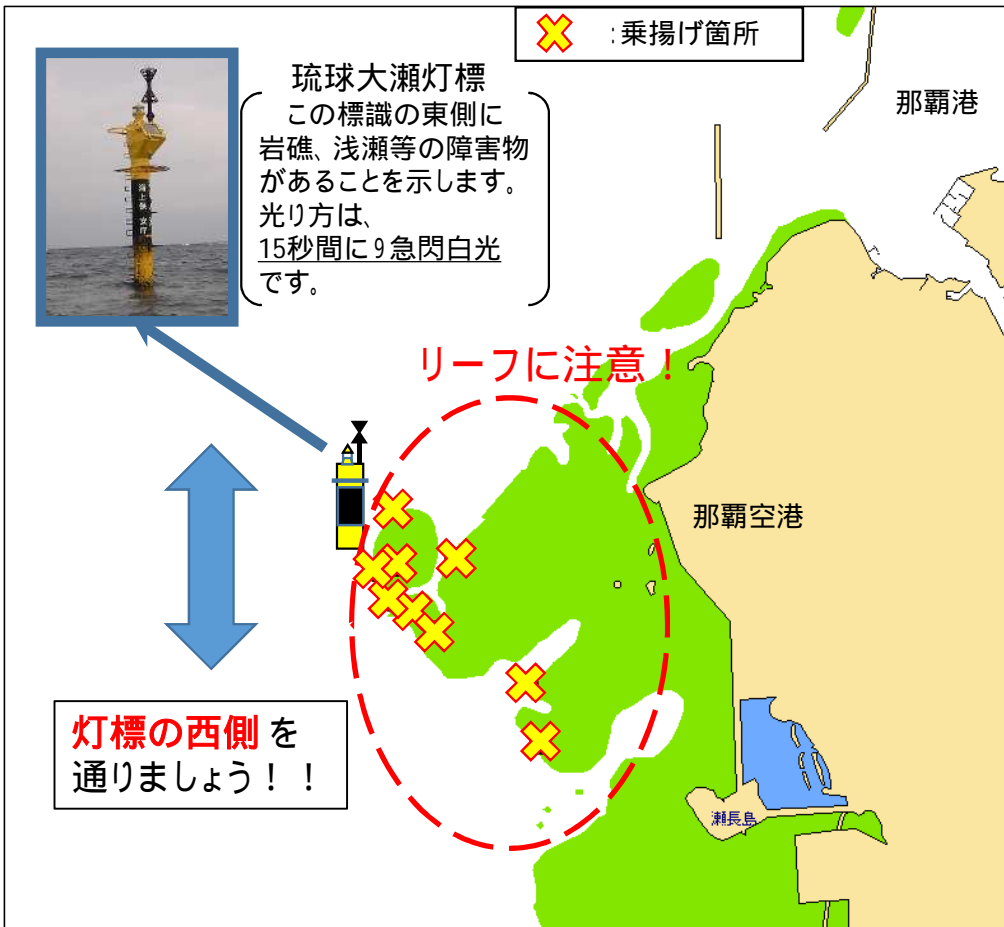 :乗揚げ箇所
琉球大瀬灯標
この標識の東側に
岩礁、浅瀬等の障害物
があることを示します。
光り方は、
15秒間に9急閃白光
です。
那覇港
リーフに注意！
那覇空港
灯標の西側 を
通りましょう！！
瀬長島